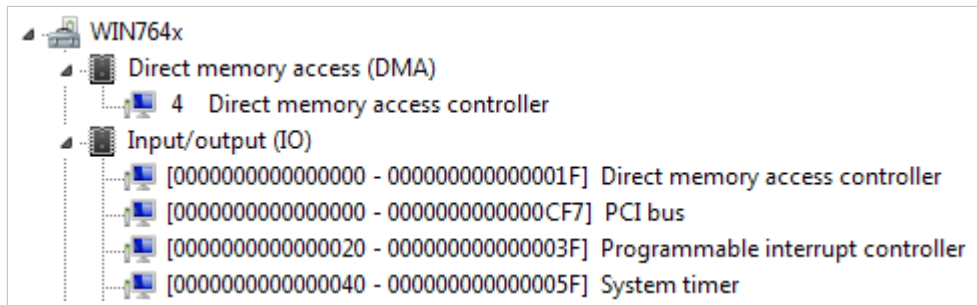 WIN764x
Direct memory access (DMA)
4 Direct memory access controller
Input/output (IO)
[0000000000000000 - 000000000000001F] Direct memory access controller
[0000000000000000 - 0000000000000CF7] PCI bus
[0000000000000020 - 000000000000003F] Programmable interrupt controller
[0000000000000040 - 000000000000005F] System timer